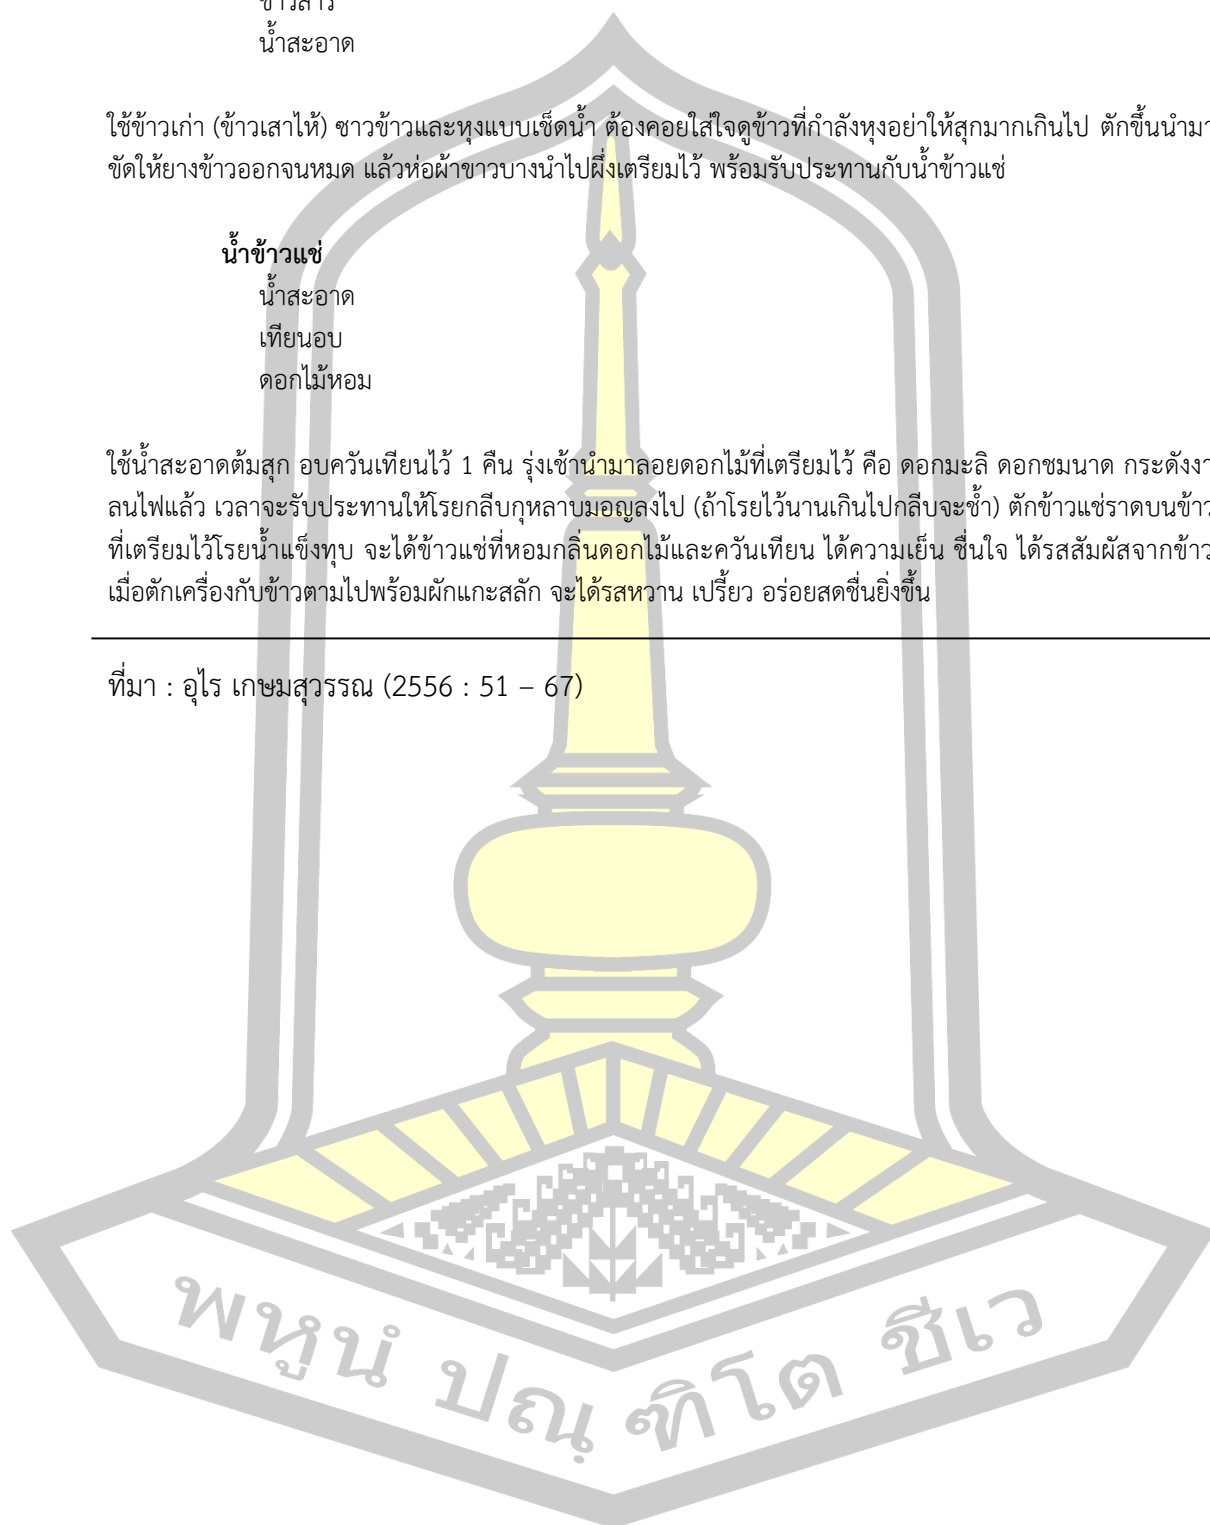 ข้าวสาร
น้ำสะอาด
ใช้ข้าวเก่า (ข้าวเสาไห้) ซาวข้าวและหุงแบบเช็ดน้ำ ต้องคอยใส่ใจดูข้าวที่กำลังหุงอย่าให้สุกมากเกินไป ตักขึ้นนำมา
ขัดให้ยางข้าวออกจนหมด แล้วห่อผ้าขาวบางนำไปผึ่งเตรียมไว้ พร้อมรับประทานกับน้ำข้าวแช่
น้ำข้าวแช่
น้ำสะอาด
เทียนอบ
ดอกไม้หอม
ใช้น้ำสะอาดต้มสุก อบควันเทียนไว้ 1 คืน รุ่งเช้านำมาลอยดอกไม้ที่เตรียมไว้ คือ ดอกมะลิ ดอกชมนาด กระดังงา
ลนไฟแล้ว เวลาจะรับประทานให้โรยกลีบกุหลาบมอญลงไป (ถ้าโรยไว้นานเกินไปกลีบจะช้ำ) ตักข้าวแช่ราดบนข้าว
ที่เตรียมไว้โรยน้ำแข็งทุบ จะได้ข้าวแช่ที่หอมกลิ่นดอกไม้และควันเทียน ได้ความเย็น ชื่นใจ ได้รสสัมผัสจากข้าว
เมื่อตักเครื่องกับข้าวตามไปพร้อมผักแกะสลัก จะได้รสหวาน เปรี้ยว อร่อยสดชื่นยิ่งขึ้น
ที่มา : อุไร เกษมสุวรรณ (2556 : 51 – 67)
พหูนํ ปณฺฑิโต ชีเว